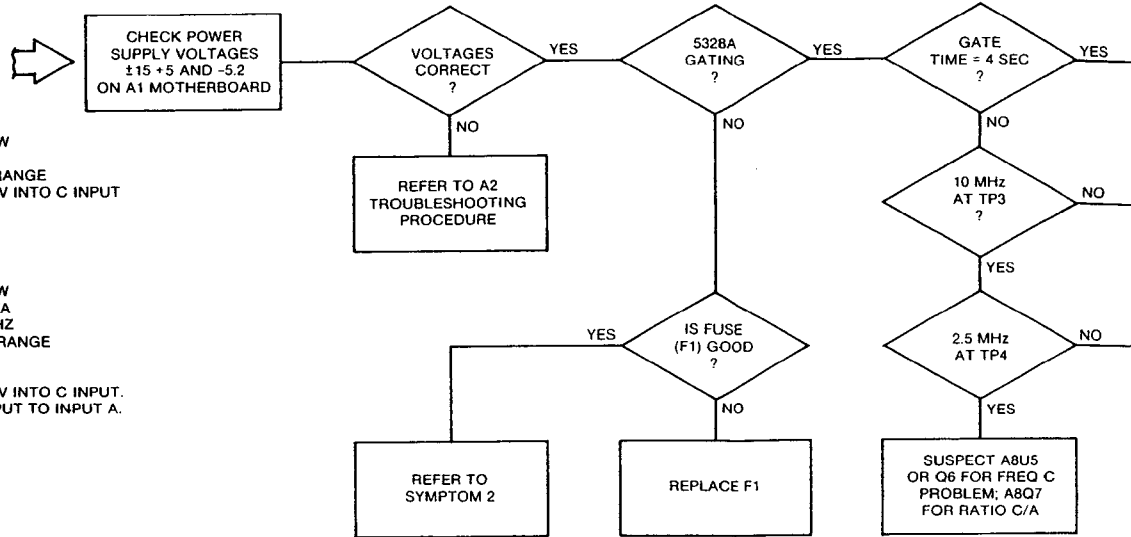 CHECK POWER
SUPPLY VOLTAGES
±15 +5 AND -5.2
ON A1 MOTHERBOARD
VOLTAGES
CORRECT
?
YES
NO
REFER TO A2
TROUBLESHOOTING
PROCEDURE
5328A
GATING
?
YES
NO
IS FUSE
(F1) GOOD
?
YES
NO
REFER TO
SYMPTOM 2
REPLACE F1
GATE
TIME = 4 SEC
?
YES
NO
10 MHz
AT TP3
?
NO
YES
2.5 MHz
AT TP4
NO
YES
SUSPECT A8U5
OR Q6 FOR FREQ C
PROBLEM; A8Q7
FOR RATIO C/A
W
RANGE
V INTO C INPUT
W
A
HZ
RANGE
V INTO C INPUT.
PUT TO INPUT A.